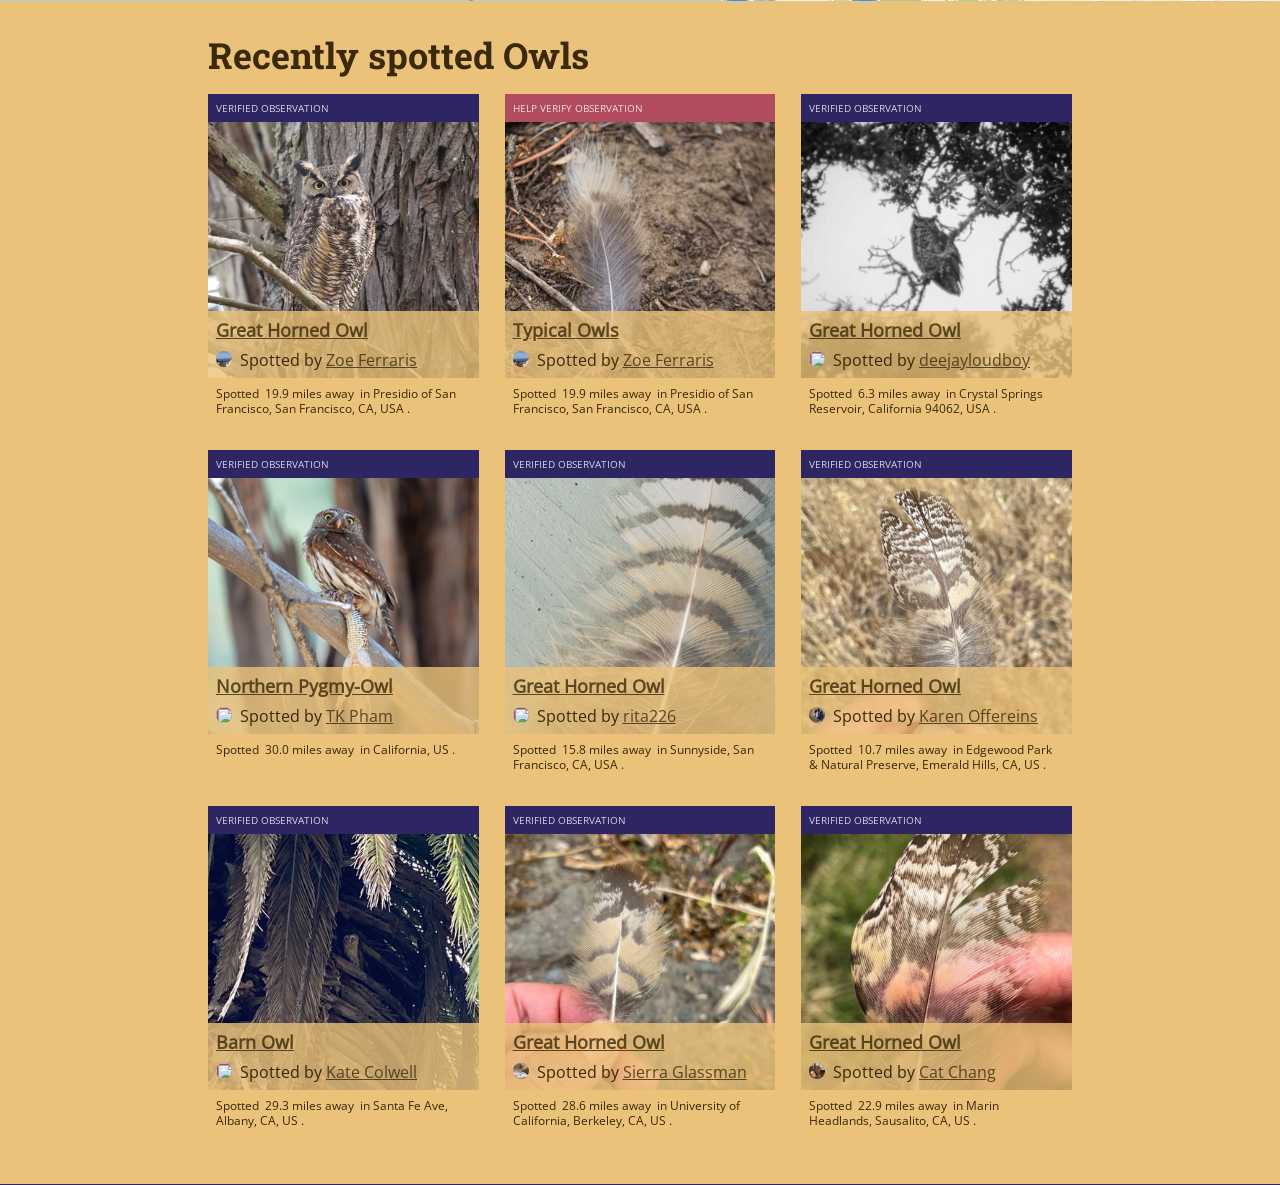 Recently spotted Owls
VERIFIED OBSERVATION
Great Horned Owl
Spotted by Zoe Ferraris
Spotted 19.9 miles away in Presidio of San
Francisco, San Francisco, CA, USA .
HELP VERIFY OBSERVATION
Typical Owls
Spotted by Zoe Ferraris
Spotted 19.9 miles away in Presidio of San
Francisco, San Francisco, CA, USA .
VERIFIED OBSERVATION
Great Horned Owl
Spotted by deejayloudboy
Spotted 6.3 miles away in Crystal Springs
Reservoir, California 94062, USA .
VERIFIED OBSERVATION
Northern Pygmy-Owl
Spotted by TK Pham
Spotted 30.0 miles away in California, US .
VERIFIED OBSERVATION
Great Horned Owl
Spotted by rita226
Spotted 15.8 miles away in Sunnyside, San
Francisco, CA, USA .
VERIFIED OBSERVATION
Great Horned Owl
Spotted by Karen Offereins
Spotted 10.7 miles away in Edgewood Park
& Natural Preserve, Emerald Hills, CA, US .
VERIFIED OBSERVATION
Barn Owl
Spotted by Kate Colwell
Spotted 29.3 miles away in Santa Fe Ave,
Albany, CA, US .
VERIFIED OBSERVATION
Great Horned Owl
Spotted by Sierra Glassman
Spotted 28.6 miles away in University of
California, Berkeley, CA, US .
VERIFIED OBSERVATION
Great Horned Owl
Spotted by Cat Chang
Spotted 22.9 miles away in Marin
Headlands, Sausalito, CA, US .